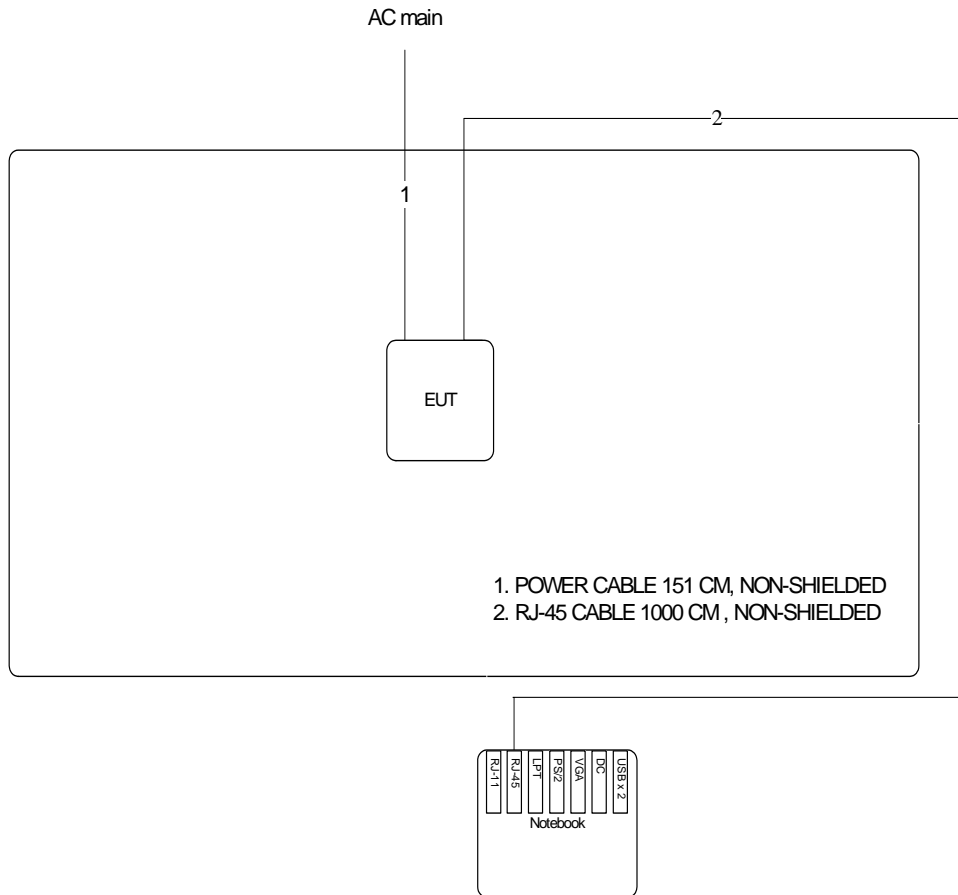 AC main
2
1
EUT
1. POWER CABLE 151 CM, NON-SHIELDED
2. RJ-45 CABLE 1000 CM , NON-SHIELDED
RJ-11
RJ-45
LPT
PS/2
VGA
DC
USB x 2
Notebook